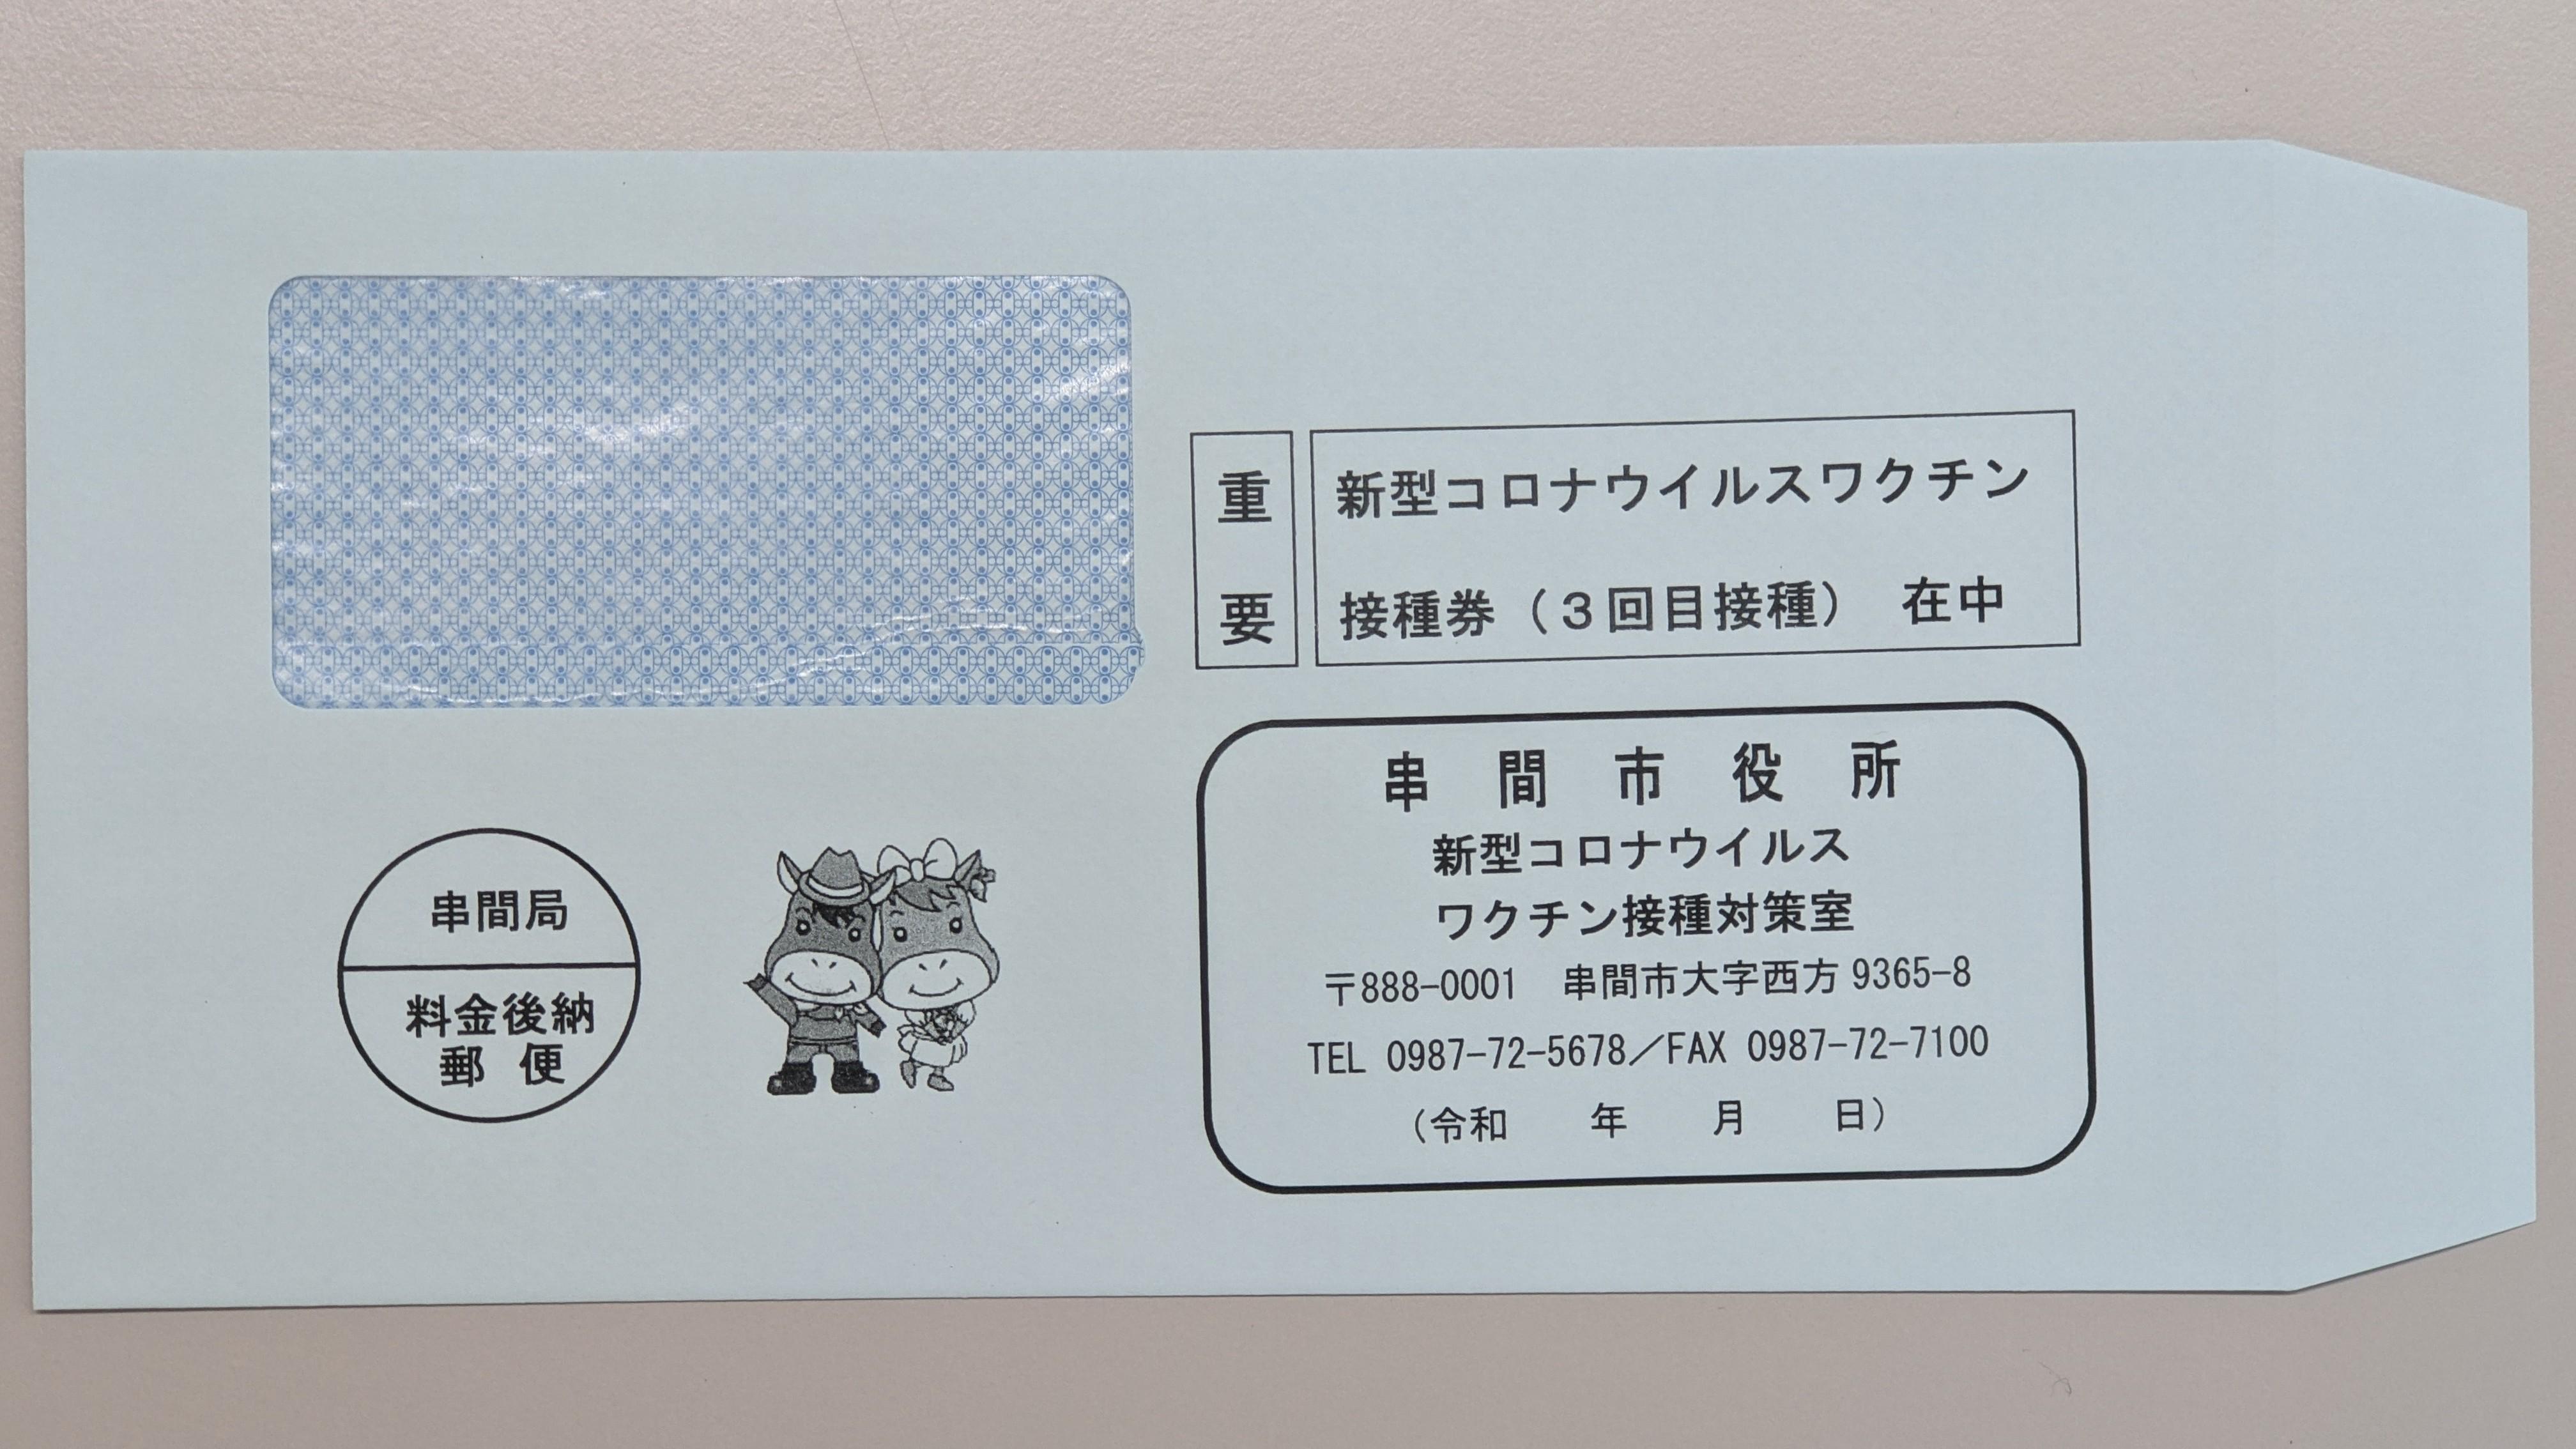 重要
新型コロナウイルスワクチン
接種券（3回目接種）　在中
串間市役所
新型コロナウイルス
ワクチン接種対策室
〒888-0001　串間市大字西方 9365-8
TEL 0987-72-5678／FAX 0987-72-7100
（令和　　年　　月　　日）
串間局
料金後納
郵便